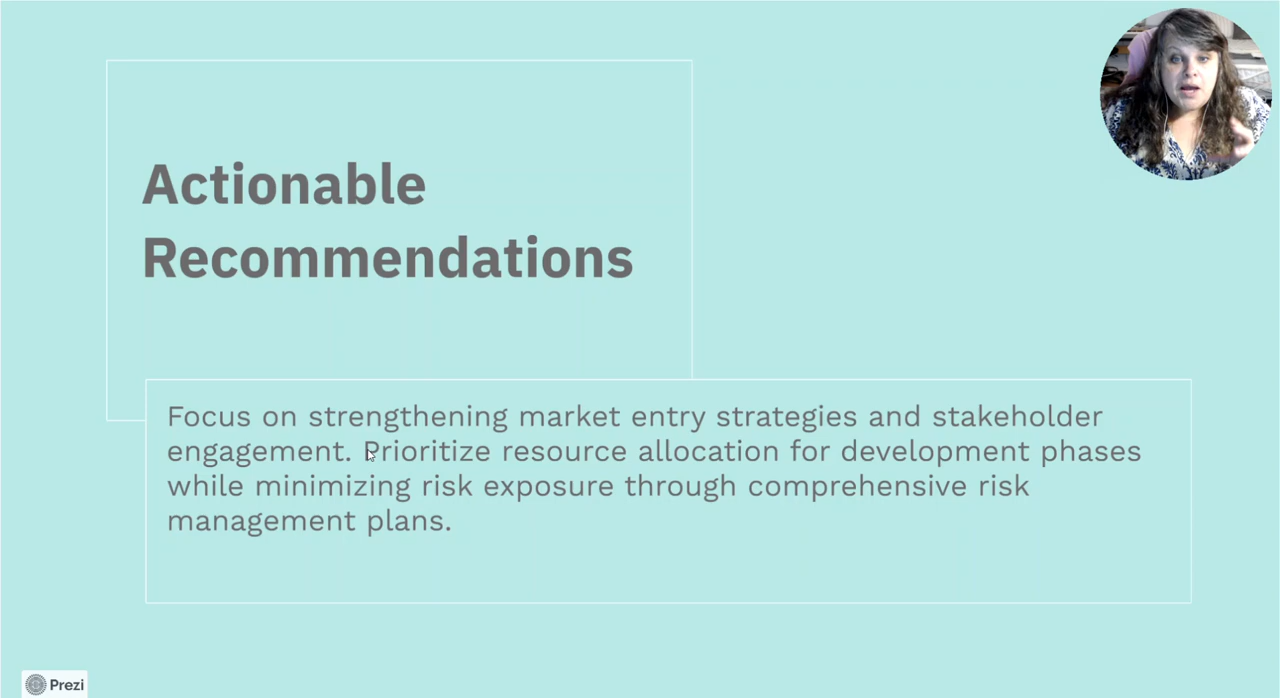 Actionable
Recommendations
Focus on strengthening market entry strategies and stakeholder
engagement. Prioritize resource allocation for development phases
while minimizing risk exposure through comprehensive risk
management plans.
Prezi